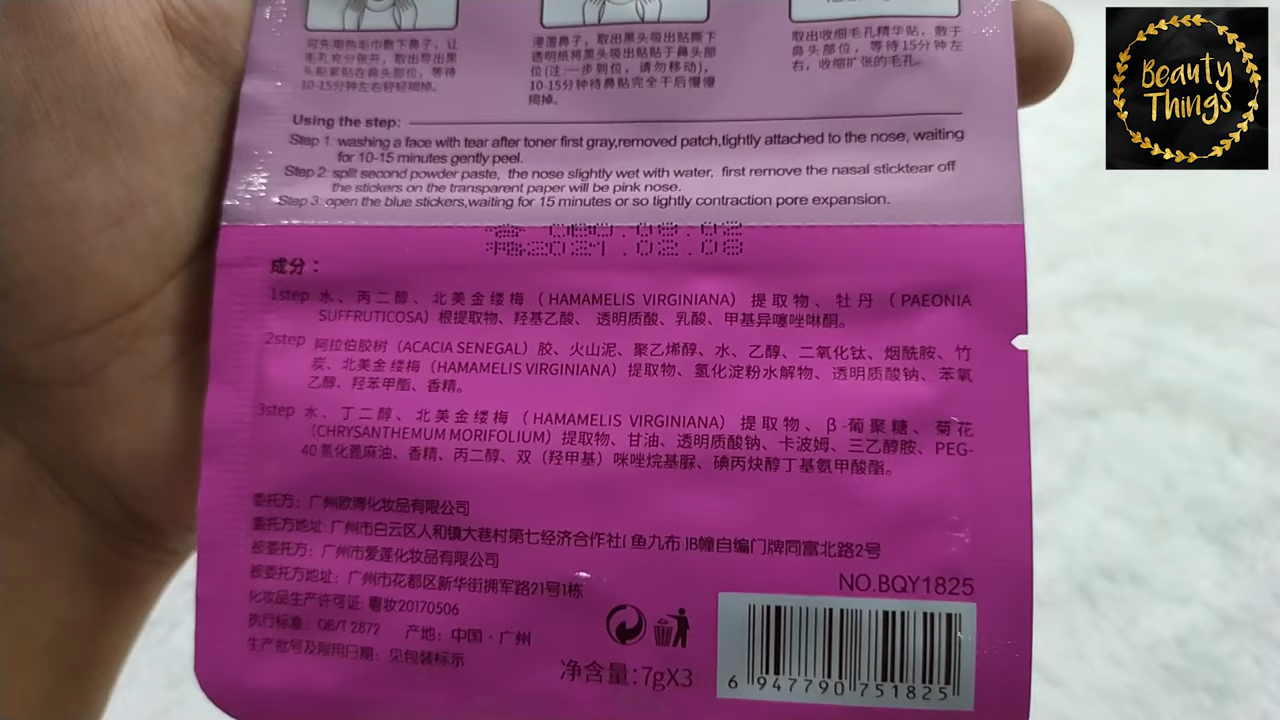 可先用热毛巾敷下鼻子，让
毛孔充分张开，取出导出黑
头贴紧贴在鼻头部位，等待
10-15分钟左右轻轻揭掉。
浸湿鼻子，取出黑头吸出贴撕下
透明纸将黑头吸出贴贴于鼻头部
位(注一步到位，请勿移动)，
10-15分钟待鼻贴完全干后慢慢
揭掉。
取出收细毛孔精华贴，敷于
鼻头部位，等待15分钟左
右，收缩扩张的毛孔。
Using the step:
Step 1: washing a face with tear after toner first gray,removed patch,tightly attached to the nose, waiting
for 10-15 minutes gently peel.
Step 2: split second powder paste, the nose slightly wet with water, first remove the nasal sticktear off
the stickers on the transparent paper will be pink nose.
Step 3: open the blue stickers,waiting for 15 minutes or so tightly contraction pore expansion.
2021.02.08
成分：
1step 水、丙二醇、北美金缕梅（HAMAMELIS VIRGINIANA）提取物、牡丹（PAEONIA
SUFFRUTICOSA）根提取物、羟基乙酸、透明质酸、乳酸、甲基异噻唑啉酮。
2step 阿拉伯胶树（ACACIA SENEGAL）胶、火山泥、聚乙烯醇、水、乙醇、二氧化钛、烟酰胺、竹
炭、北美金缕梅（HAMAMELIS VIRGINIANA）提取物、氢化淀粉水解物、透明质酸钠、苯氧
乙醇、羟苯甲酯、香精。
3step 水、丁二醇、北美金缕梅（HAMAMELIS VIRGINIANA）提取物、β-葡聚糖、菊花
（CHRYSANTHEMUM MORIFOLIUM）提取物、甘油、透明质酸钠、卡波姆、三乙醇胺、PEG-
40氢化蓖麻油、香精、丙二醇、双（羟甲基）咪唑烷基脲、碘丙炔醇丁基氨甲酸酯。
委托方：广州欧溥化妆品有限公司
委托方地址:广州市白云区人和镇大巷村第七经济合作社(鱼九布)B幢自编门牌同富北路2号
被委托方：广州市爱莲化妆品有限公司
被委托方地址：广州市花都区新华街拥军路21号1栋
化妆品生产许可证:粤妆20170506
执行标准：QB/T 2872 产地：中国·广州
生产批号及限用日期：见包装标示
净含量:7gX3
NO.BQY1825
6 947790 751825
Beauty
Things